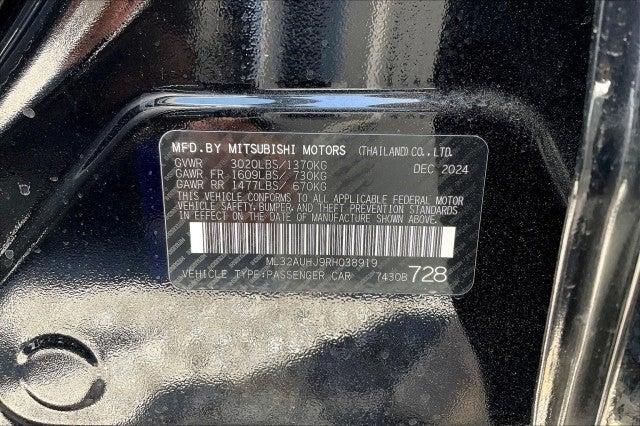 MFD.BY MITSUBISHI MOTORS (THAILAND) CO.,LTD.
GVWR 3020LBS/1370KG DEC 2024
GAWR FR 1609LBS/ 730KG
GAWR RR 1477LBS/ 670KG
THIS VEHICLE CONFORMS TO ALL APPLICABLE FEDERAL MOTOR
VEHICLE SAFETY, BUMPER, AND THEFT PREVENTION STANDARDS
IN EFFECT ON THE DATE OF MANUFACTURE SHOWN ABOVE.
ML32AUHJ9RH038919
VEHICLE TYPE:PASSENGER CAR 7430B 728